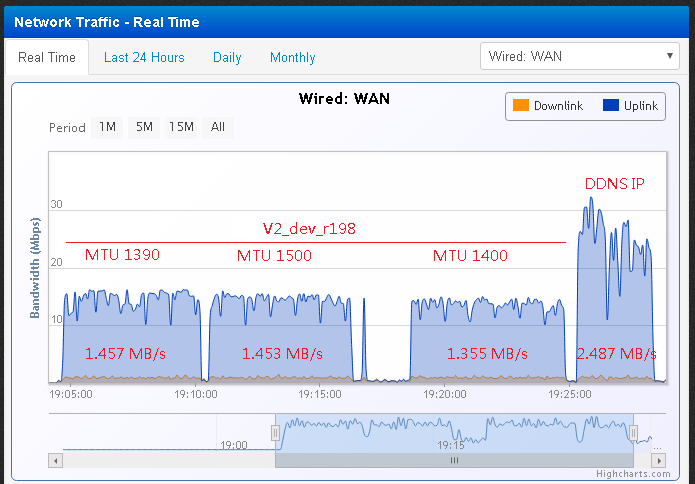 Network Traffic - Real Time
Real Time Last 24 Hours Daily Monthly Wired: WAN
Wired: WAN
Downlink Uplink
Period 1M 5M 15M All
DDNS IP
V2_dev_r198
MTU 1390 MTU 1500 MTU 1400
Bandwidth (Mbps)
30
20
10
1.457 MB/s 1.453 MB/s 1.355 MB/s 2.487 MB/s
19:05:00 19:10:00 19:15:00 19:20:00 19:25:00
19:00 19:15 ...
Highcharts.com